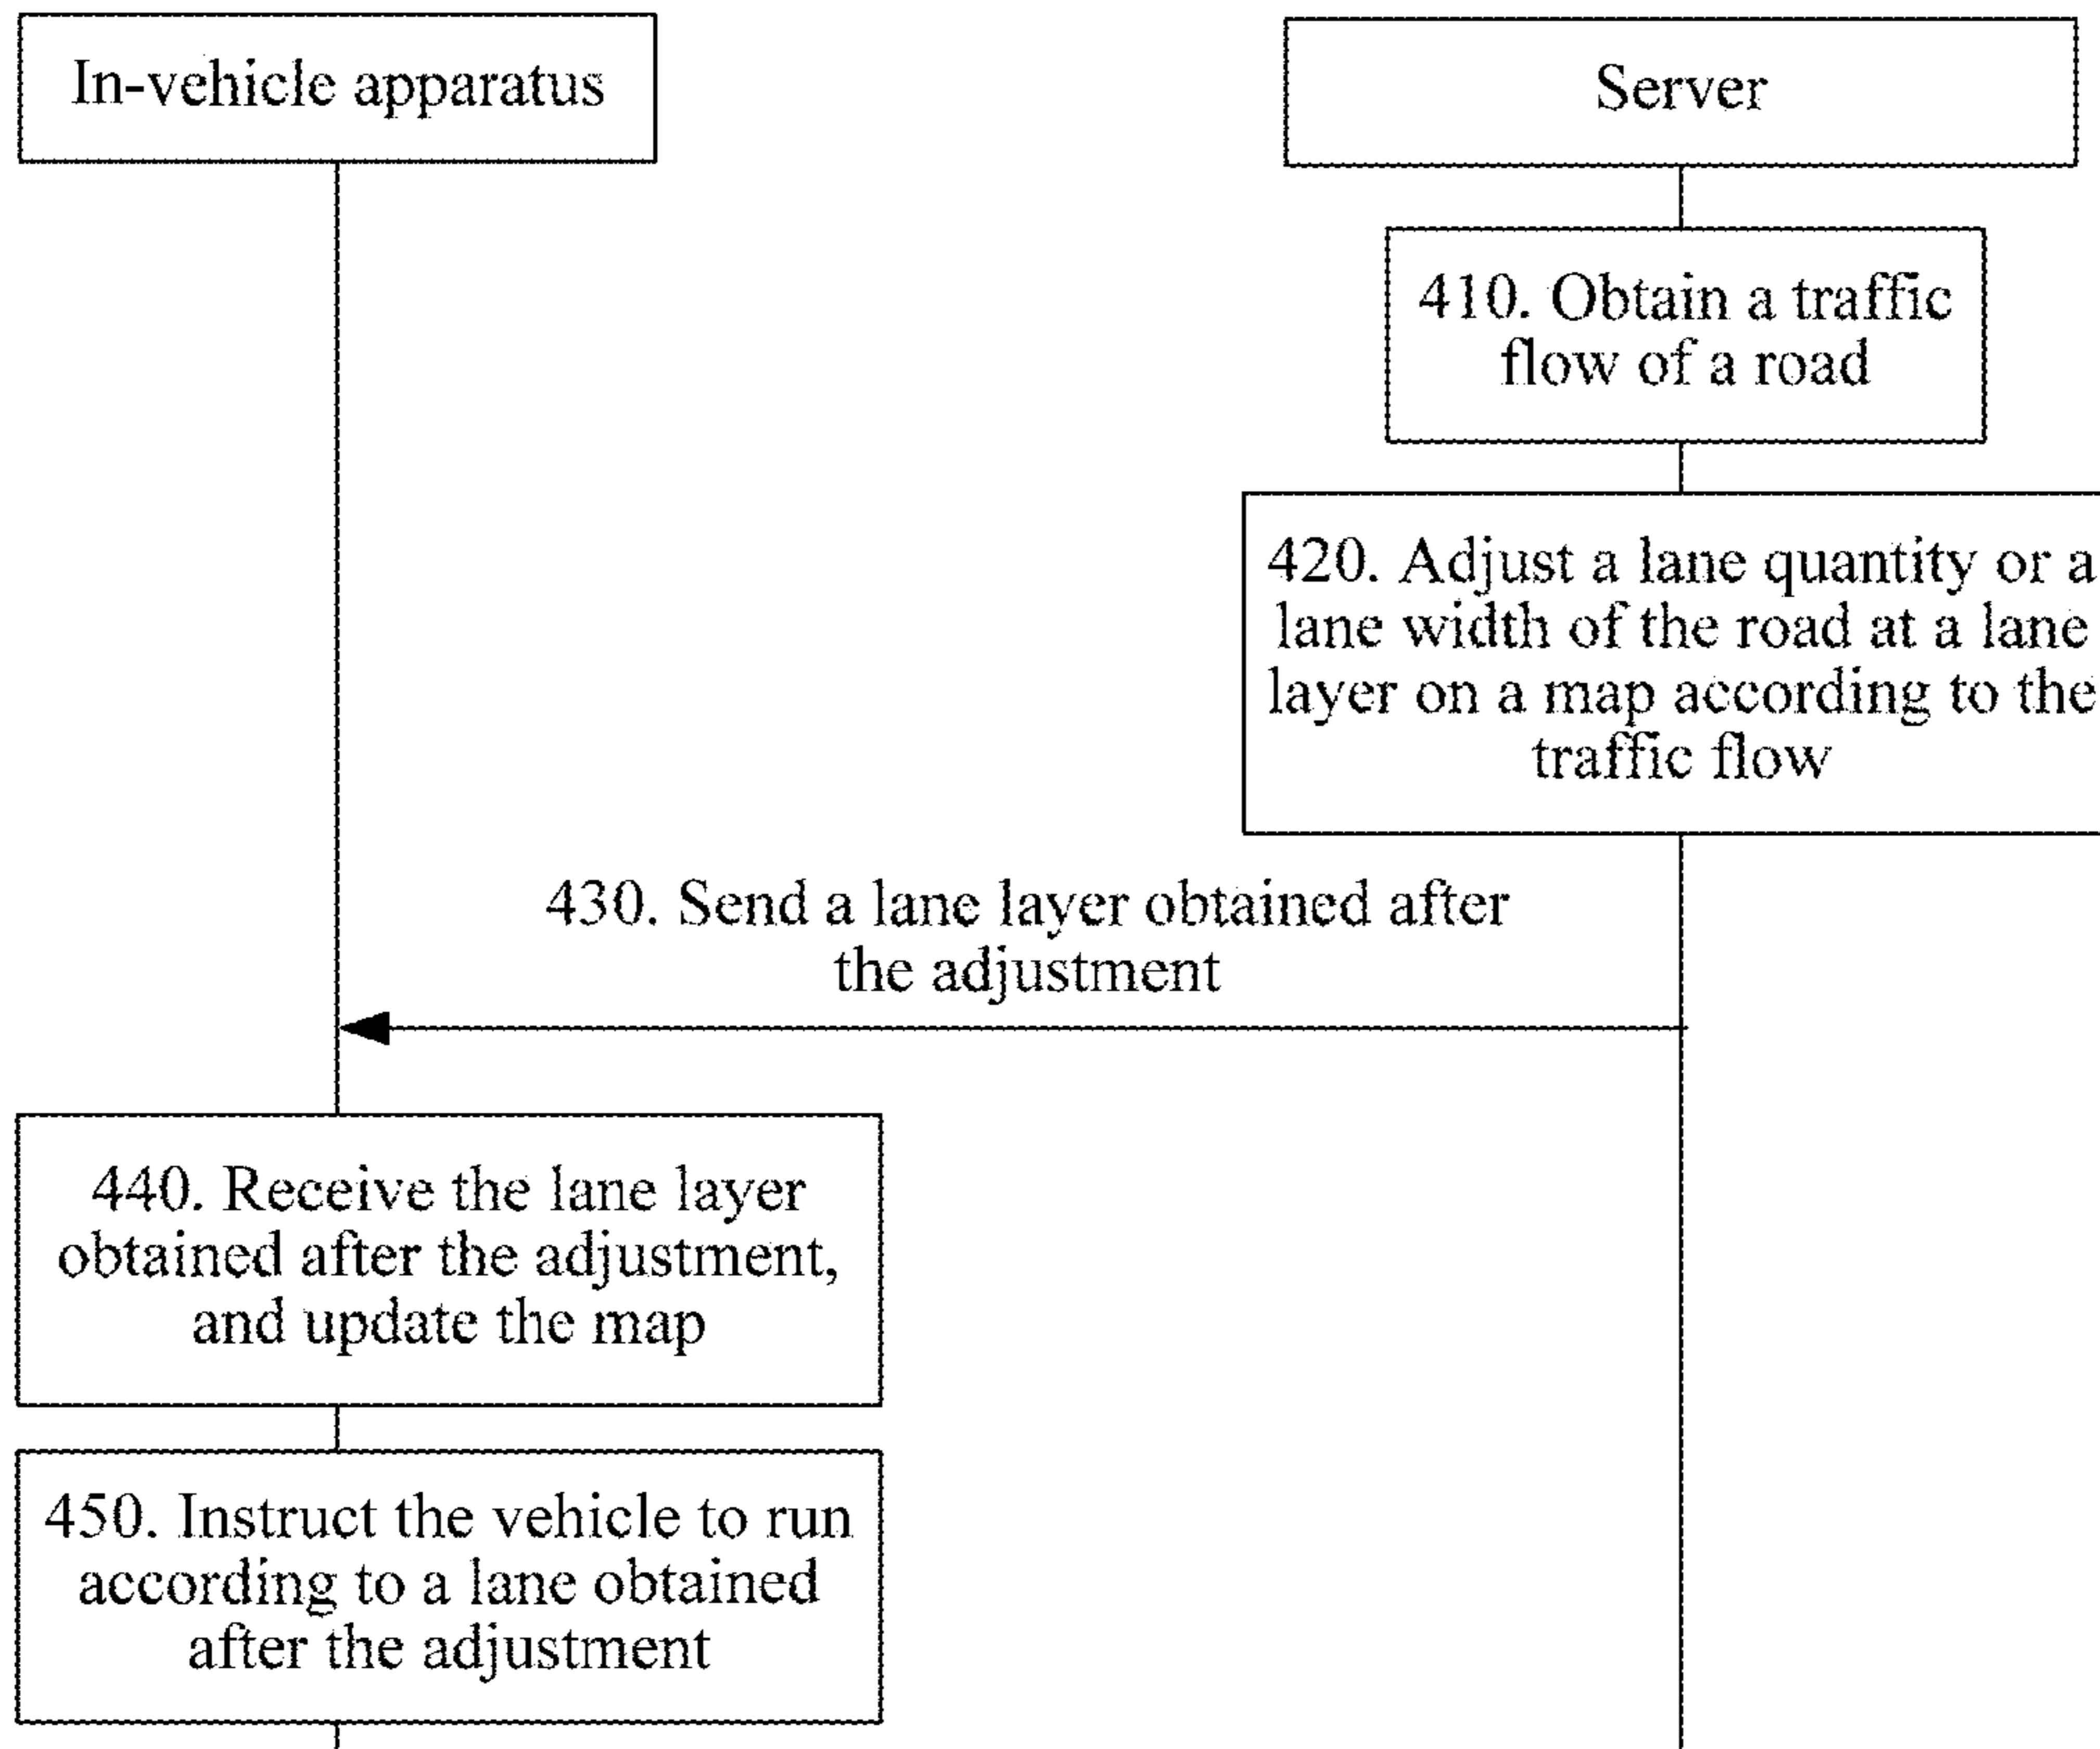 In-vehicle apparatus
Server
410. Obtain a traffic
flow of a road
420. Adjust a lane quantity or a
lane width of the road at a lane
layer on a map according to the
traffic flow
430. Send a lane layer obtained after
the adjustment
440. Receive the lane layer
obtained after the adjustment,
and update the map
450. Instruct the vehicle to run
according to a lane obtained
after the adjustment